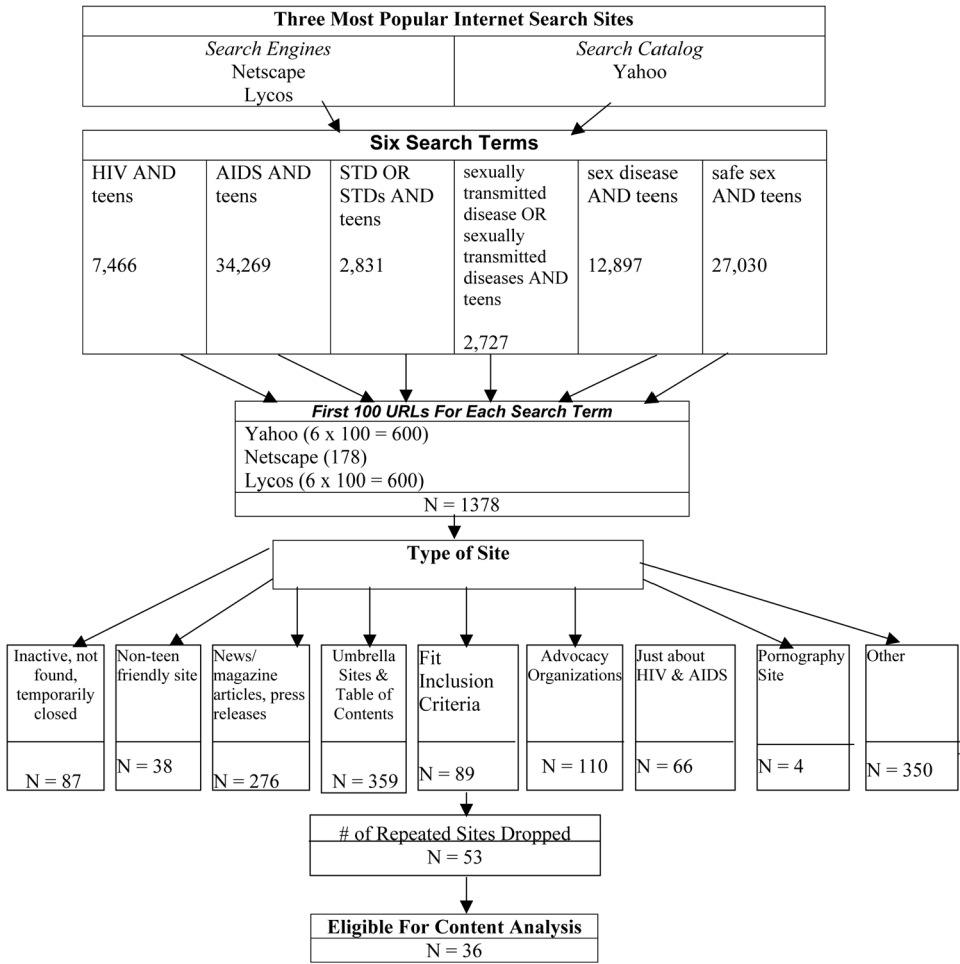 Three Most Popular Internet Search Sites
Search Engines
Netscape
Lycos
Search Catalog
Yahoo
Six Search Terms
HIV AND
teens
7,466
AIDS AND
teens
34,269
STD OR
STDs AND
teens
2,831
sexually
transmitted
disease OR
sexually
transmitted
diseases AND
teens
2,727
sex disease
AND teens
12,897
safe sex
AND teens
27,030
First 100 URLs For Each Search Term
Yahoo (6 x 100 = 600)
Netscape (178)
Lycos (6 x 100 = 600)
N = 1378
Type of Site
Inactive, not
found,
temporarily
closed
N = 87
Non-teen
friendly site
N = 38
News/
magazine
articles, press
releases
N = 276
Umbrella
Sites &
Table of
Contents
N = 359
Fit
Inclusion
Criteria
N = 89
Advocacy
Organizations
N = 110
Just about
HIV & AIDS
N = 66
Pornography
Site
N = 4
Other
N = 350
# of Repeated Sites Dropped
N = 53
Eligible For Content Analysis
N = 36